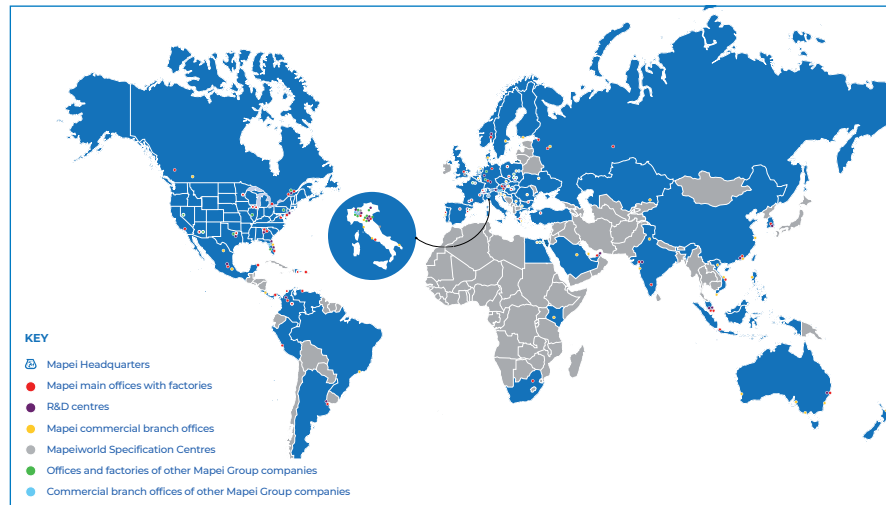 KEY
Mapei Headquarters
Mapei main offices with factories
R&D centres
Mapei commercial branch offices
Mapeiworld Specification Centres
Offices and factories of other Mapei Group companies
Commercial branch offices of other Mapei Group companies